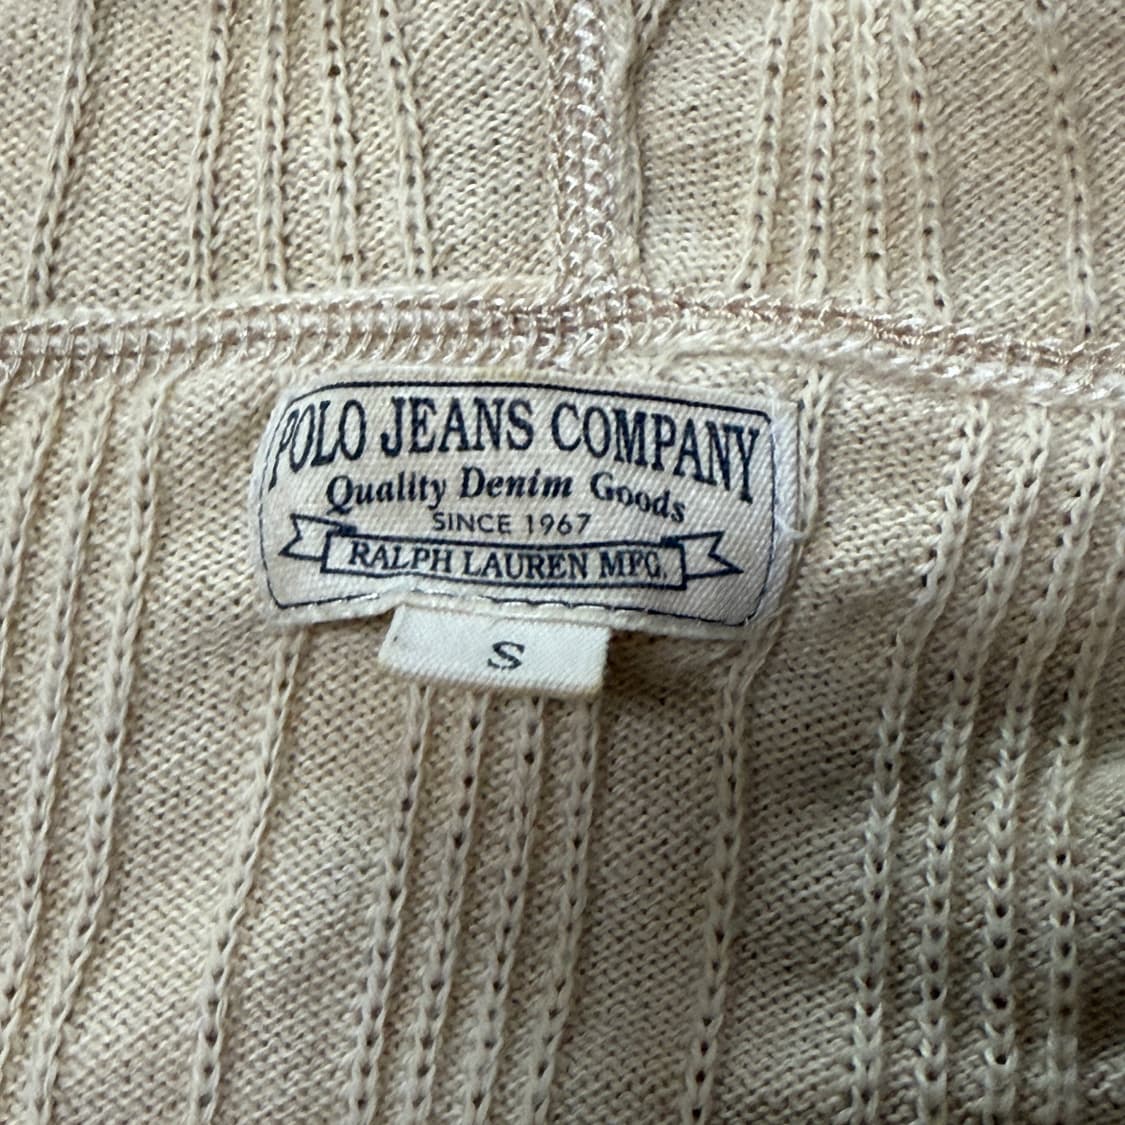 POLO JEANS COMPANY
Quality Denim Goods
SINCE 1967
RALPH LAUREN MFG.
S